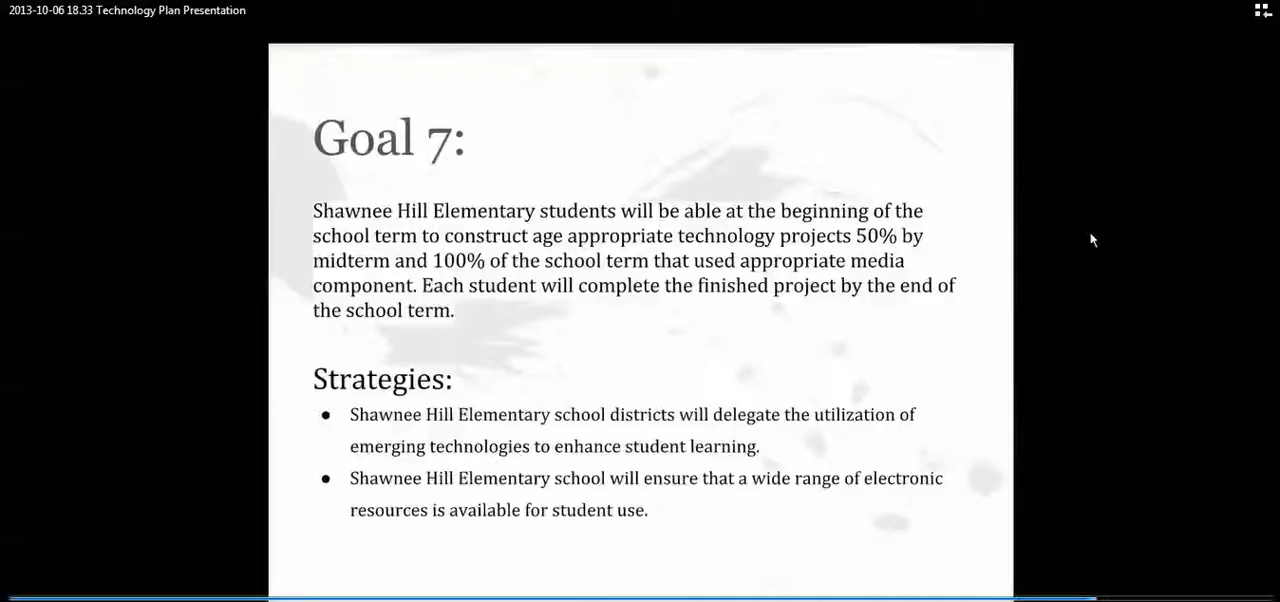 2013-10-06 18.33 Technology Plan Presentation
Goal 7:
Shawnee Hill Elementary students will be able at the beginning of the
school term to construct age appropriate technology projects 50% by
midterm and 100% of the school term that used appropriate media
component. Each student will complete the finished project by the end of
the school term.
Strategies:
● Shawnee Hill Elementary school districts will delegate the utilization of
emerging technologies to enhance student learning.
● Shawnee Hill Elementary school will ensure that a wide range of electronic
resources is available for student use.